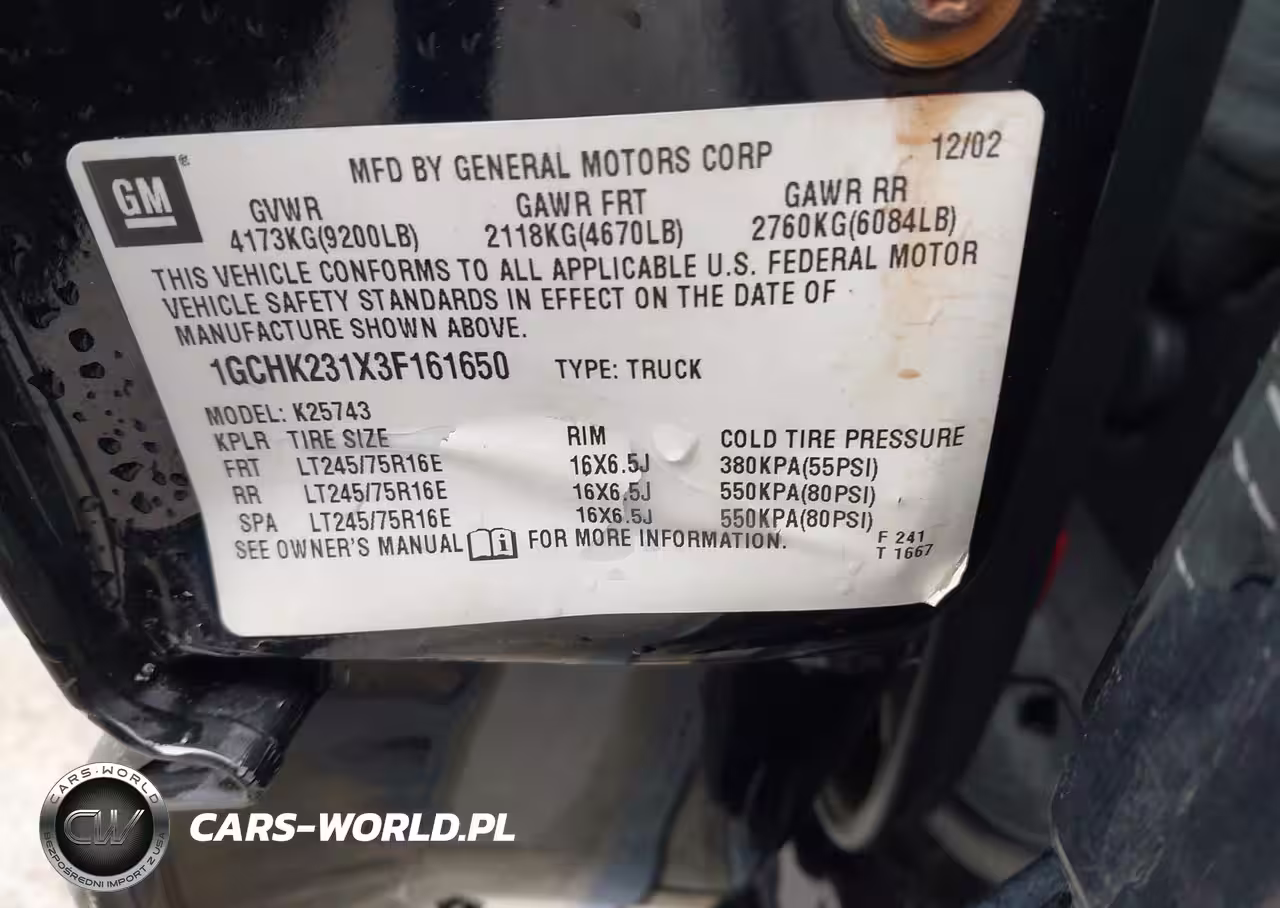 GM
MFD BY GENERAL MOTORS CORP 12/02
GVWR GAWR FRT GAWR RR
4173KG(9200LB) 2118KG(4670LB) 2760KG(6084LB)
THIS VEHICLE CONFORMS TO ALL APPLICABLE U.S. FEDERAL MOTOR
VEHICLE SAFETY STANDARDS IN EFFECT ON THE DATE OF
MANUFACTURE SHOWN ABOVE.
1GCHK231X3F161650 TYPE: TRUCK
MODEL: K25743
KPLR TIRE SIZE RIM COLD TIRE PRESSURE
FRT LT245/75R16E 16X6.5J 380KPA(55PSI)
RR LT245/75R16E 16X6.5J 550KPA(80PSI)
SPA LT245/75R16E 16X6.5J 550KPA(80PSI)
SEE OWNER'S MANUAL i FOR MORE INFORMATION.
F 241
T 1667
CARS-WORLD
CW
BEZPOŚREDNI IMPORT Z USA
CARS-WORLD.PL